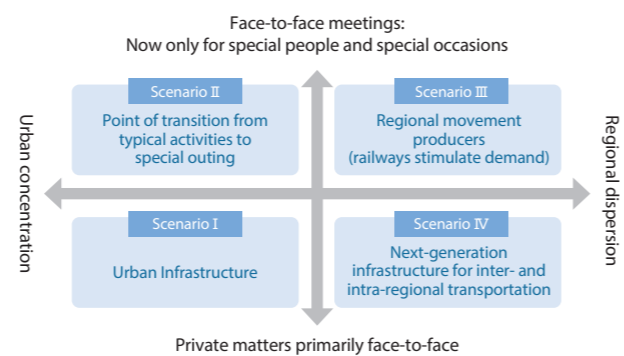 Face-to-face meetings:
Now only for special people and special occasions
Urban concentration
Scenario Ⅱ
Point of transition from
typical activities to
special outing
Scenario Ⅲ
Regional movement
producers
(railways stimulate demand)
Regional dispersion
Scenario Ⅰ
Urban Infrastructure
Scenario Ⅳ
Next-generation
infrastructure for inter- and
intra-regional transportation
Private matters primarily face-to-face